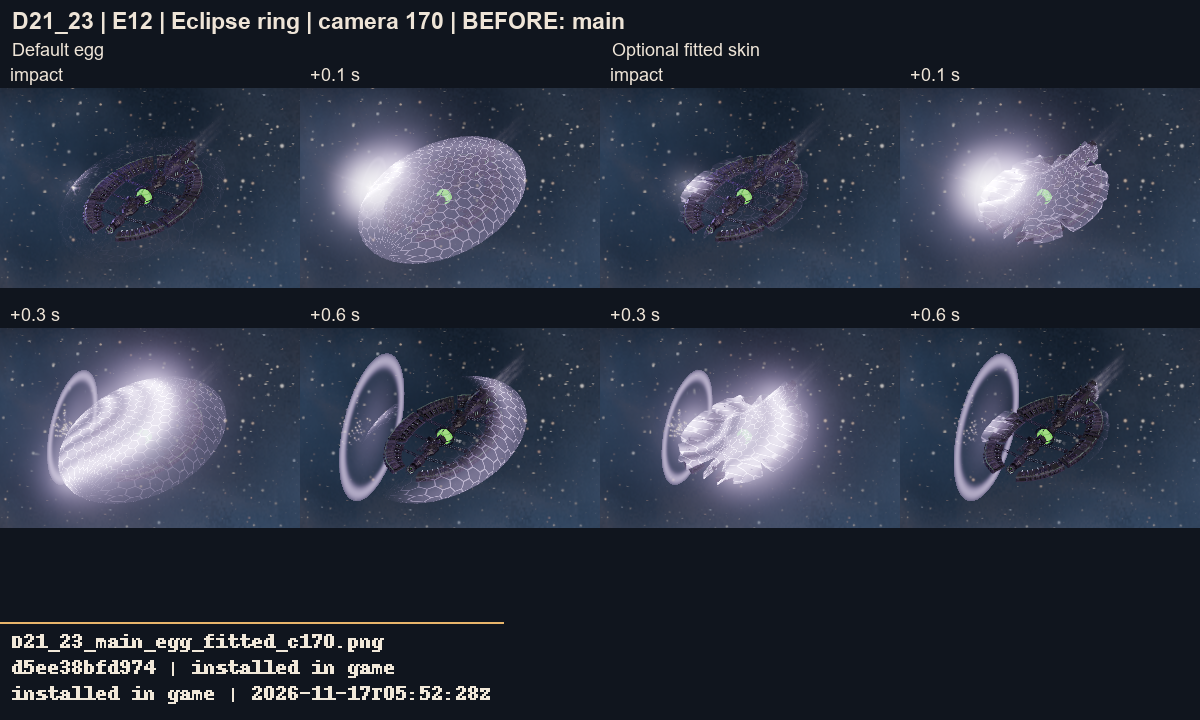 D21_23 | E12 | Eclipse ring | camera 170 | BEFORE: main
Default egg
Optional fitted skin
impact
+0.1 s
impact
+0.1 s
+0.3 s
+0.6 s
+0.3 s
+0.6 s
D21_23_main_egg_fitted_c170.png
d5ee38bfd974 | installed in game
installed in game | 2026-11-17T05:52:28Z